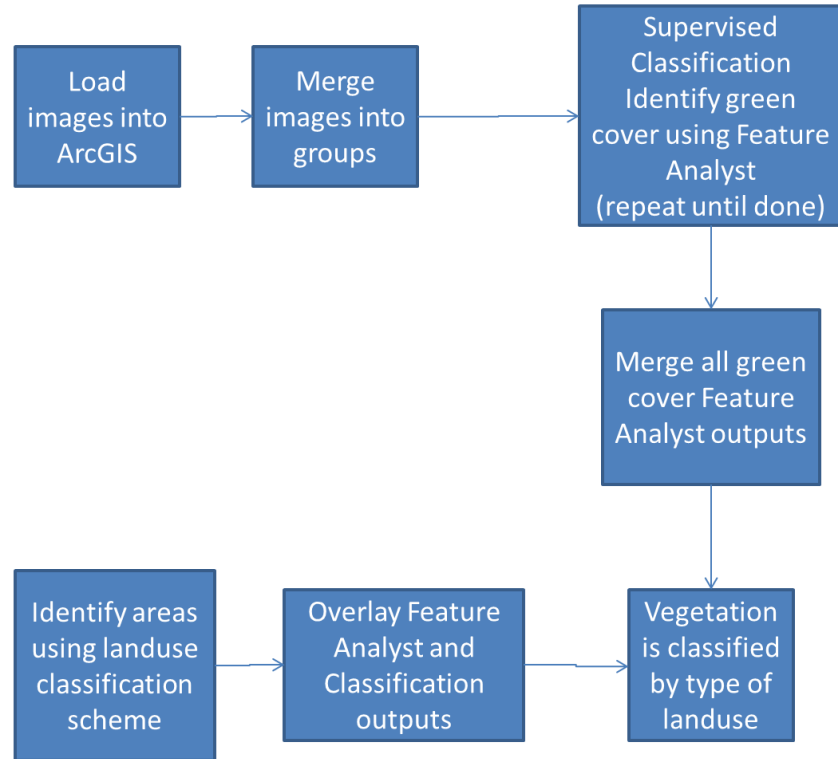 Load
images into
ArcGIS
Merge
images into
groups
Supervised
Classification
Identify green
cover using Feature
Analyst
(repeat until done)
Merge all green
cover Feature
Analyst outputs
Identify areas
using landuse
classification
scheme
Overlay Feature
Analyst and
Classification
outputs
Vegetation
is classified
by type of
landuse